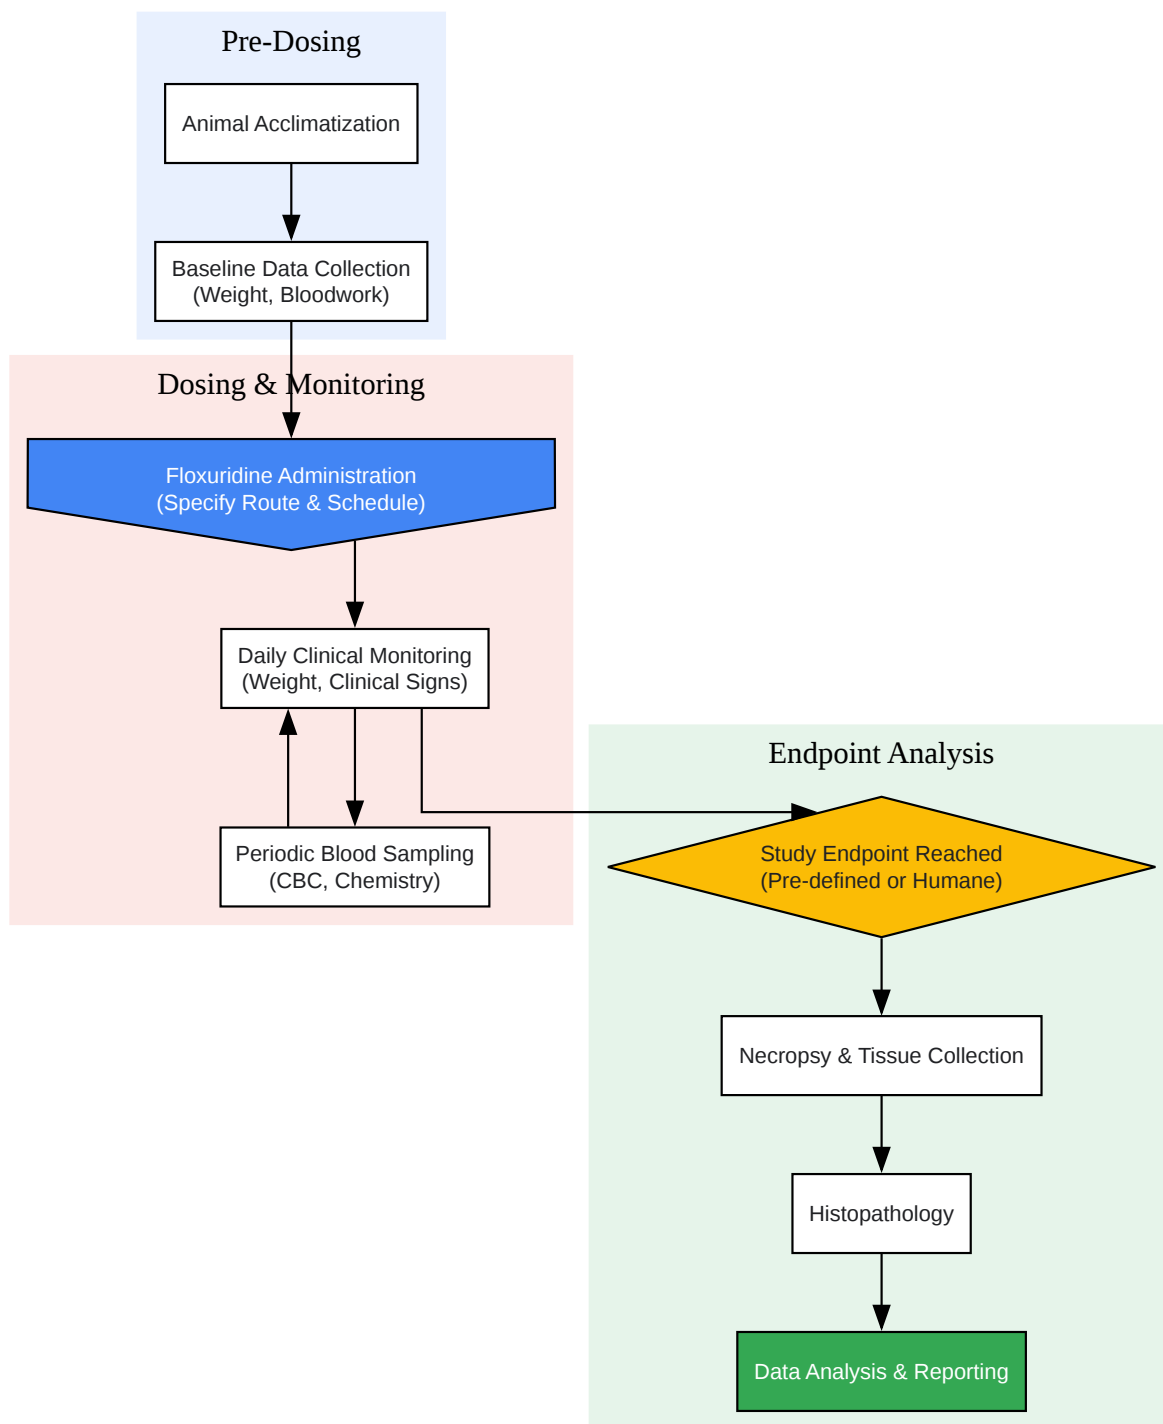 Pre-Dosing
Animal Acclimatization
Baseline Data Collection
(Weight, Bloodwork)
Dosing & Monitoring
Floxuridine Administration
(Specify Route & Schedule)
Daily Clinical Monitoring
(Weight, Clinical Signs)
Periodic Blood Sampling
(CBC, Chemistry)
Endpoint Analysis
Study Endpoint Reached
(Pre-defined or Humane)
Necropsy & Tissue Collection
Histopathology
Data Analysis & Reporting